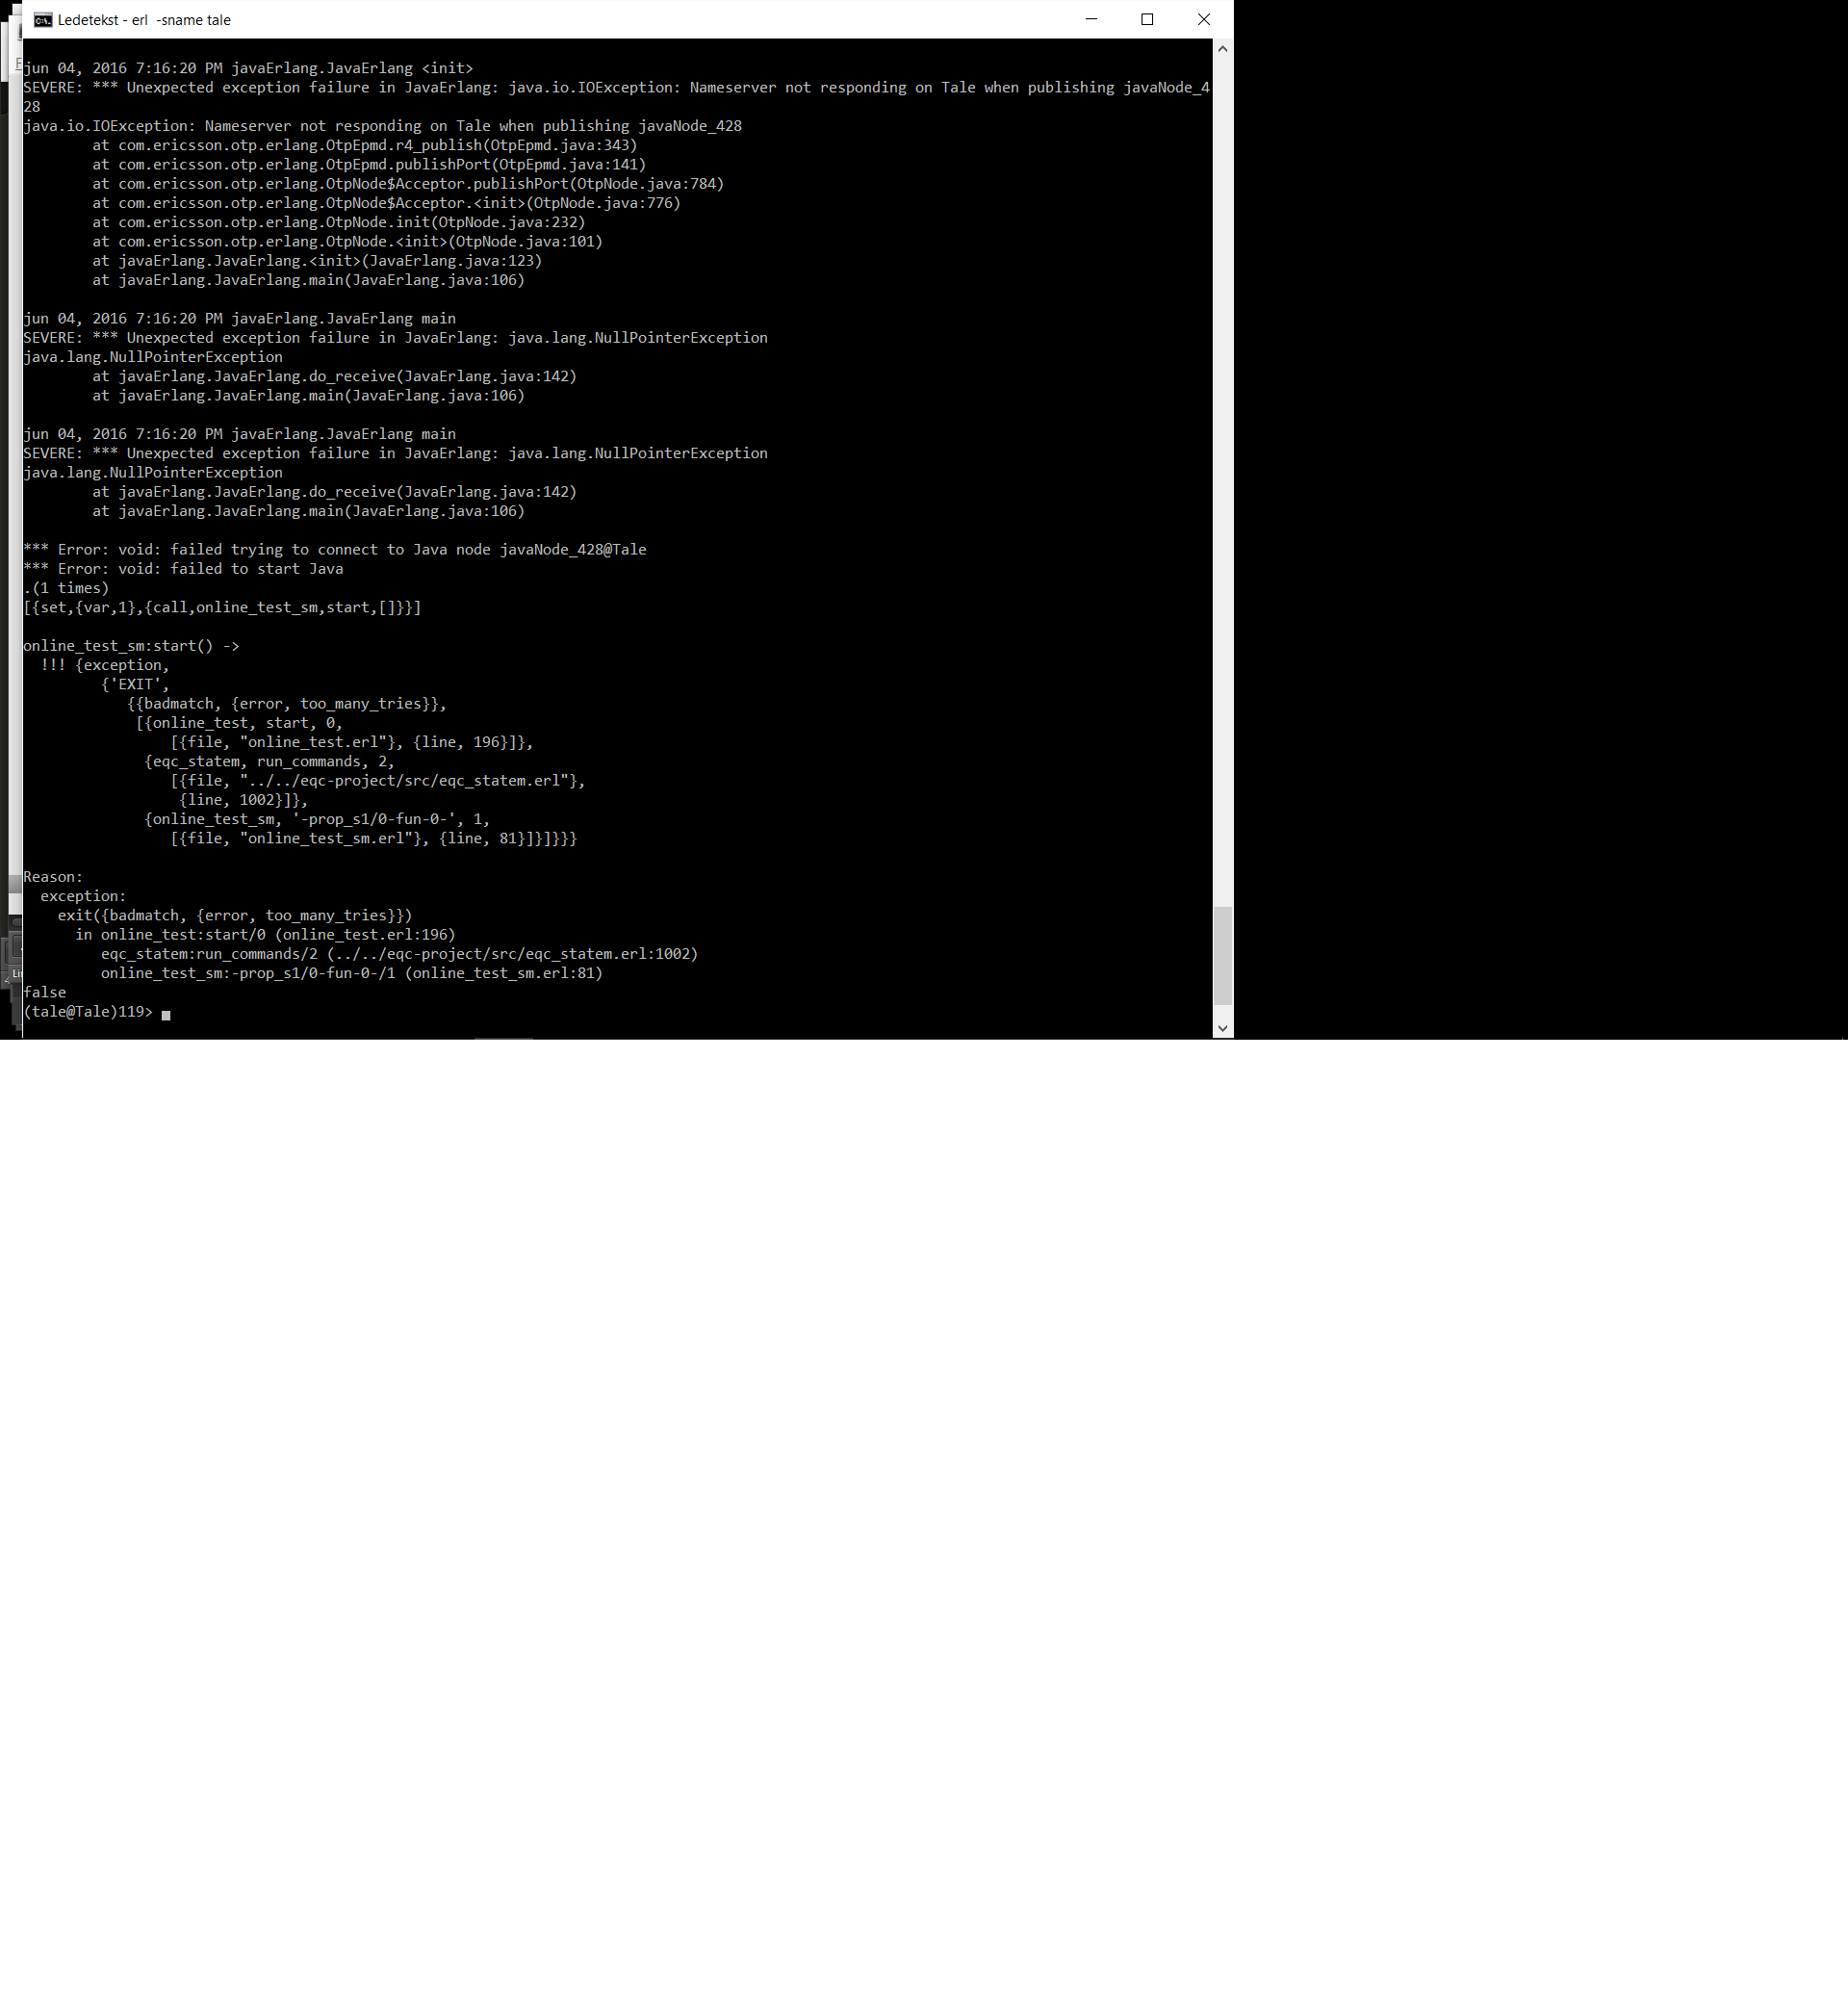 Ledetekst - erl  -sname tale
jun 04, 2016 7:16:20 PM javaErlang.JavaErlang <init>
SEVERE: *** Unexpected exception failure in JavaErlang: java.io.IOException: Nameserver not responding on Tale when publishing javaNode_4
28
java.io.IOException: Nameserver not responding on Tale when publishing javaNode_428
        at com.ericsson.otp.erlang.OtpEpmd.r4_publish(OtpEpmd.java:343)
        at com.ericsson.otp.erlang.OtpEpmd.publishPort(OtpEpmd.java:141)
        at com.ericsson.otp.erlang.OtpNode$Acceptor.publishPort(OtpNode.java:784)
        at com.ericsson.otp.erlang.OtpNode$Acceptor.<init>(OtpNode.java:776)
        at com.ericsson.otp.erlang.OtpNode.init(OtpNode.java:232)
        at com.ericsson.otp.erlang.OtpNode.<init>(OtpNode.java:101)
        at javaErlang.JavaErlang.<init>(JavaErlang.java:123)
        at javaErlang.JavaErlang.main(JavaErlang.java:106)
jun 04, 2016 7:16:20 PM javaErlang.JavaErlang main
SEVERE: *** Unexpected exception failure in JavaErlang: java.lang.NullPointerException
java.lang.NullPointerException
        at javaErlang.JavaErlang.do_receive(JavaErlang.java:142)
        at javaErlang.JavaErlang.main(JavaErlang.java:106)
jun 04, 2016 7:16:20 PM javaErlang.JavaErlang main
SEVERE: *** Unexpected exception failure in JavaErlang: java.lang.NullPointerException
java.lang.NullPointerException
        at javaErlang.JavaErlang.do_receive(JavaErlang.java:142)
        at javaErlang.JavaErlang.main(JavaErlang.java:106)
*** Error: void: failed trying to connect to Java node javaNode_428@Tale
*** Error: void: failed to start Java
.(1 times)
[{set,{var,1},{call,online_test_sm,start,[]}}]
online_test_sm:start() ->
  !!! {exception,
         {'EXIT',
            {{badmatch, {error, too_many_tries}},
             [{online_test, start, 0,
                 [{file, "online_test.erl"}, {line, 196}]},
              {eqc_statem, run_commands, 2,
                 [{file, "../../eqc-project/src/eqc_statem.erl"},
                  {line, 1002}]},
              {online_test_sm, '-prop_s1/0-fun-0-', 1,
                 [{file, "online_test_sm.erl"}, {line, 81}]}]}}}
Reason:
  exception:
    exit({badmatch, {error, too_many_tries}})
      in online_test:start/0 (online_test.erl:196)
         eqc_statem:run_commands/2 (../../eqc-project/src/eqc_statem.erl:1002)
         online_test_sm:-prop_s1/0-fun-0-/1 (online_test_sm.erl:81)
false
(tale@Tale)119>